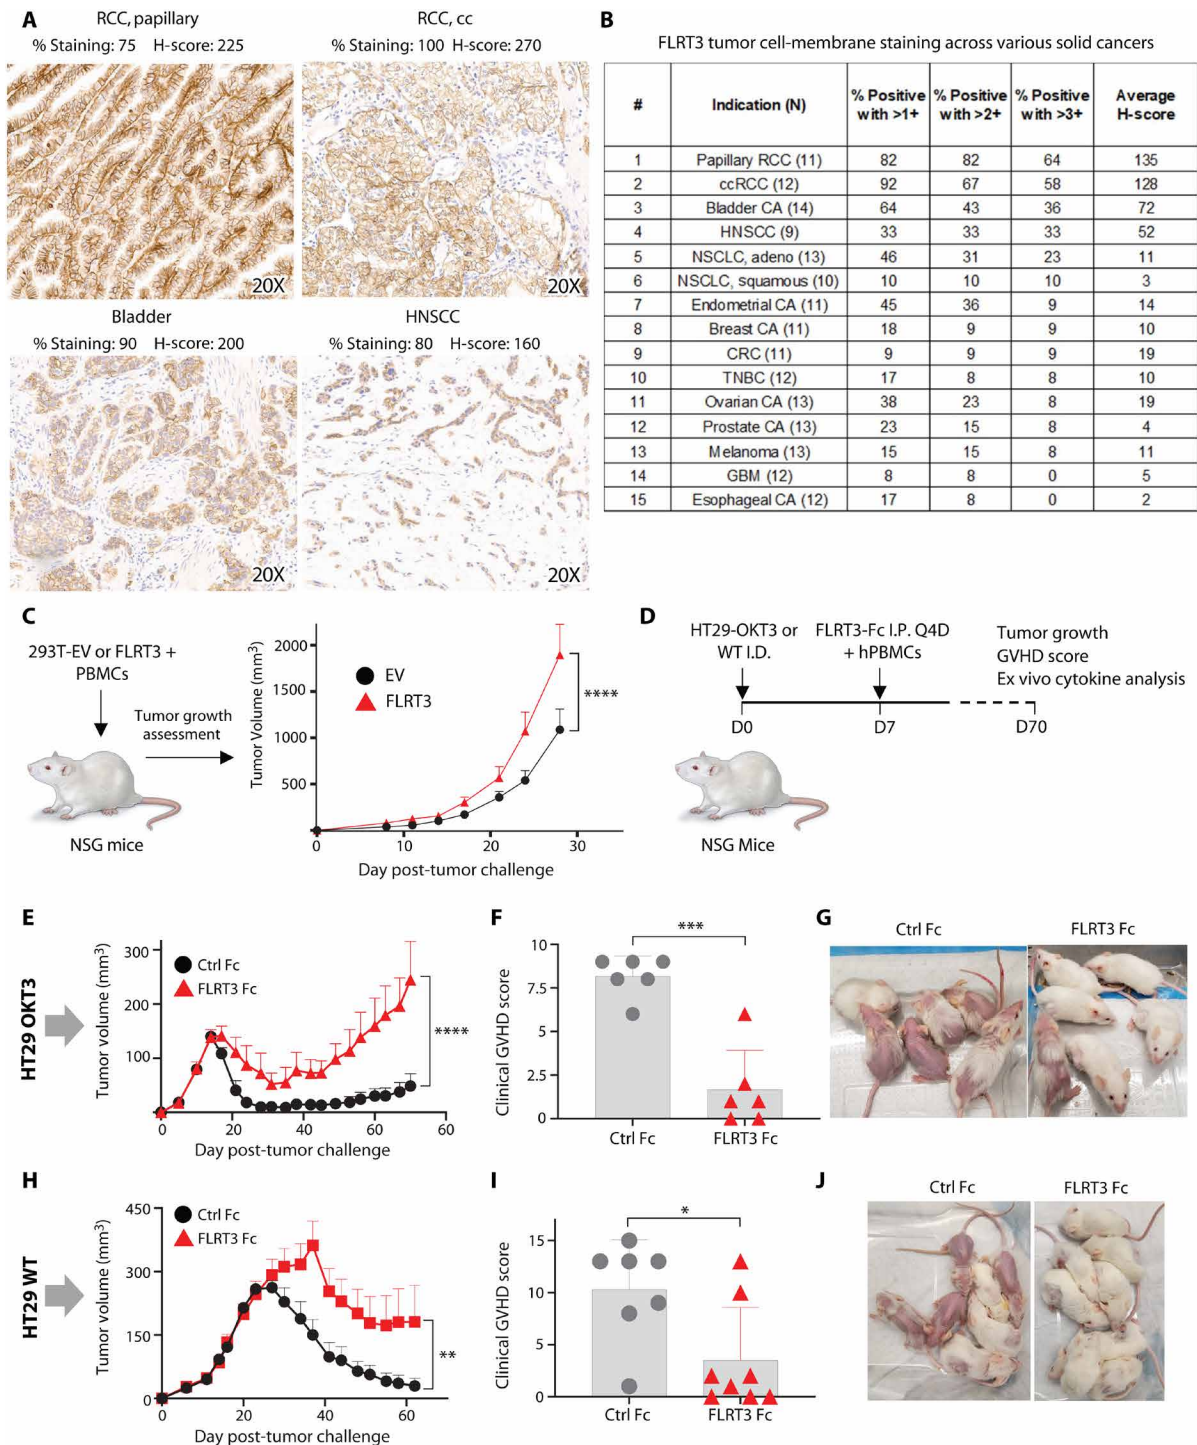 A
RCC, papillary
% Staining: 75 H-score: 225
20X
RCC, cc
% Staining: 100 H-score: 270
20X
Bladder
% Staining: 90 H-score: 200
20X
HNSCC
% Staining: 80 H-score: 160
20X
B
FLRT3 tumor cell-membrane staining across various solid cancers
# Indication (N) % Positive with >1+ % Positive with >2+ % Positive with >3+ Average H-score
1 Papillary RCC (11) 82 82 64 135
2 ccRCC (12) 92 67 58 128
3 Bladder CA (14) 64 43 36 72
4 HNSCC (9) 33 33 33 52
5 NSCLC, adeno (13) 46 31 23 11
6 NSCLC, squamous (10) 10 10 10 3
7 Endometrial CA (11) 45 36 9 14
8 Breast CA (11) 18 9 9 10
9 CRC (11) 9 9 9 19
10 TNBC (12) 17 8 8 10
11 Ovarian CA (13) 38 23 8 19
12 Prostate CA (13) 23 15 8 4
13 Melanoma (13) 15 15 8 11
14 GBM (12) 8 8 0 5
15 Esophageal CA (12) 17 8 0 2
C
293T-EV or FLRT3 +
PBMCs
Tumor growth
assessment
NSG mice
Tumor Volume (mm3)
2000
1500
1000
500
EV
FLRT3
****
0 10 20 30
Day post-tumor challenge
D
HT29-OKT3 or
WT I.D.
FLRT3-Fc I.P. Q4D
+ hPBMCs
Tumor growth
GVHD score
Ex vivo cytokine analysis
D0 D7 D70
NSG Mice
E
HT29 OKT3
Tumor volume (mm3)
300
200
100
0
Ctrl Fc
FLRT3 Fc
****
0 20 40 60 60
Day post-tumor challenge
F
Clinical GVHD score
10
7.5
5
2.5
0
***
Ctrl Fc FLRT3 Fc
G
Ctrl Fc FLRT3 Fc
H
HT29 WT
Tumor volume (mm3)
450
300
150
0
Ctrl Fc
FLRT3 Fc
**
0 20 40 60
Day post-tumor challenge
I
Clinical GVHD score
15
10
5
0
*
Ctrl Fc FLRT3 Fc
J
Ctrl Fc FLRT3 Fc